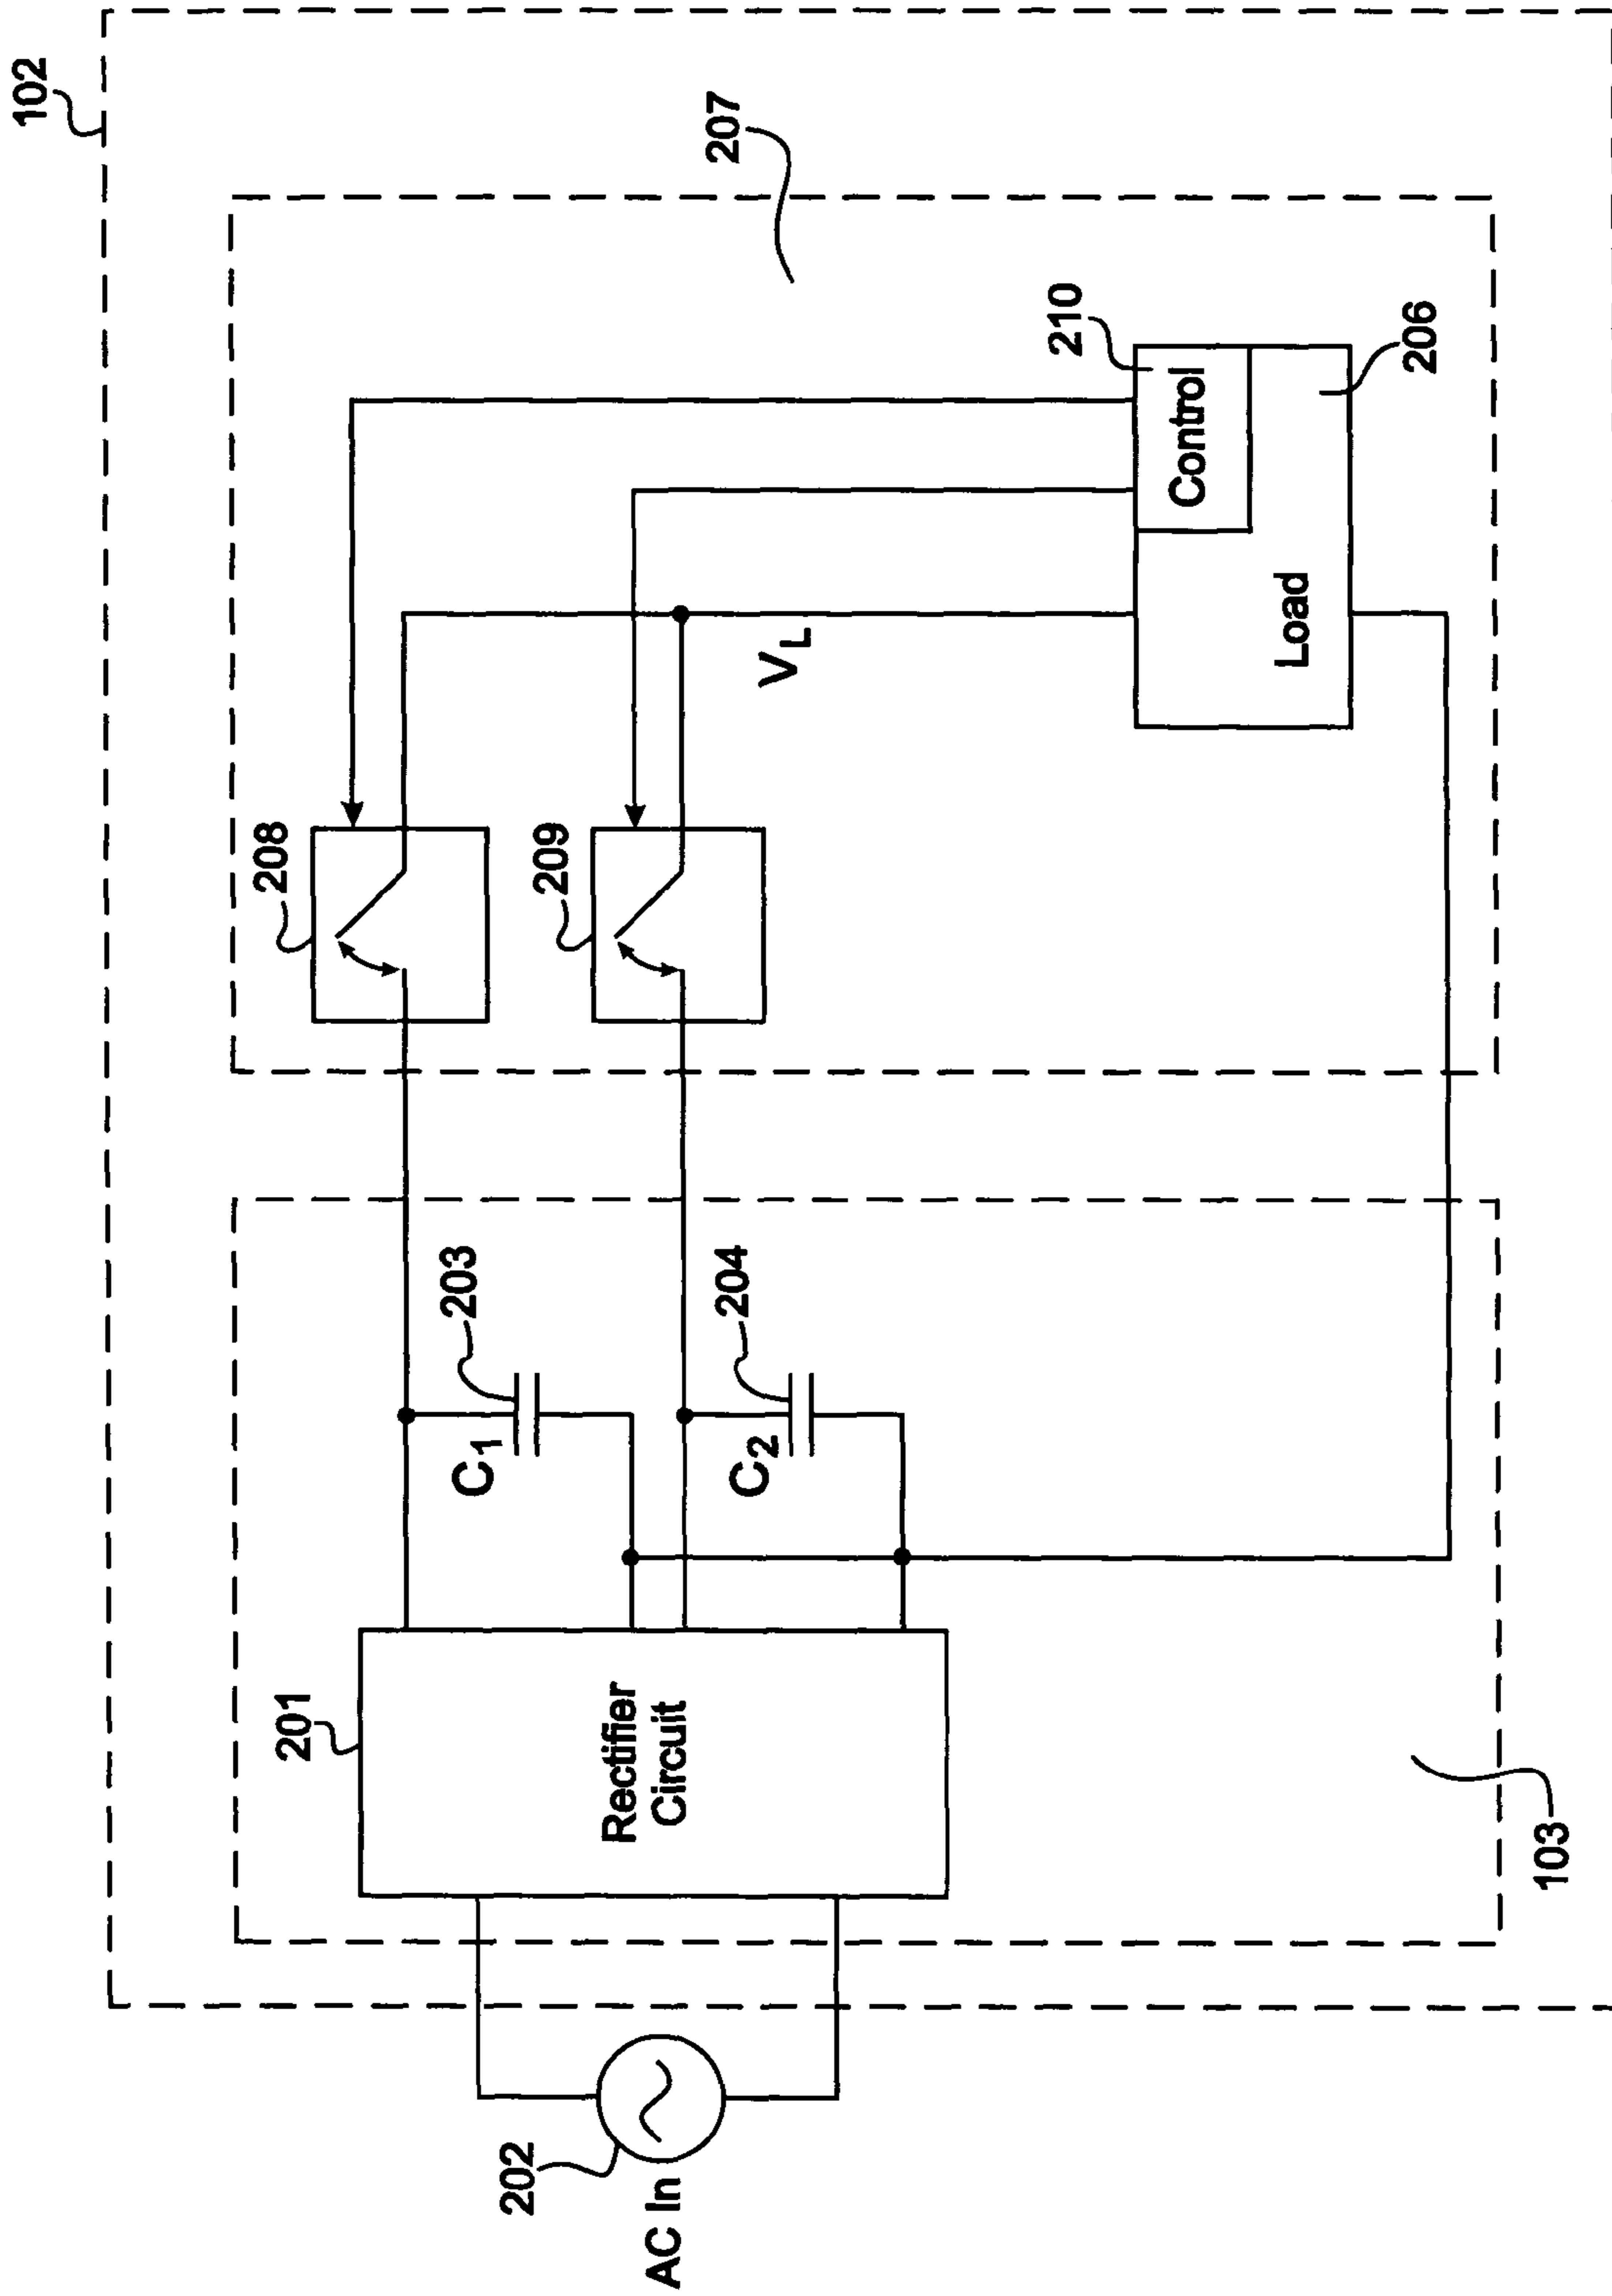 102
207
208
209
210
Control
206
Load
VL
203
C1
204
C2
201
Rectifier
Circuit
103
202
AC In